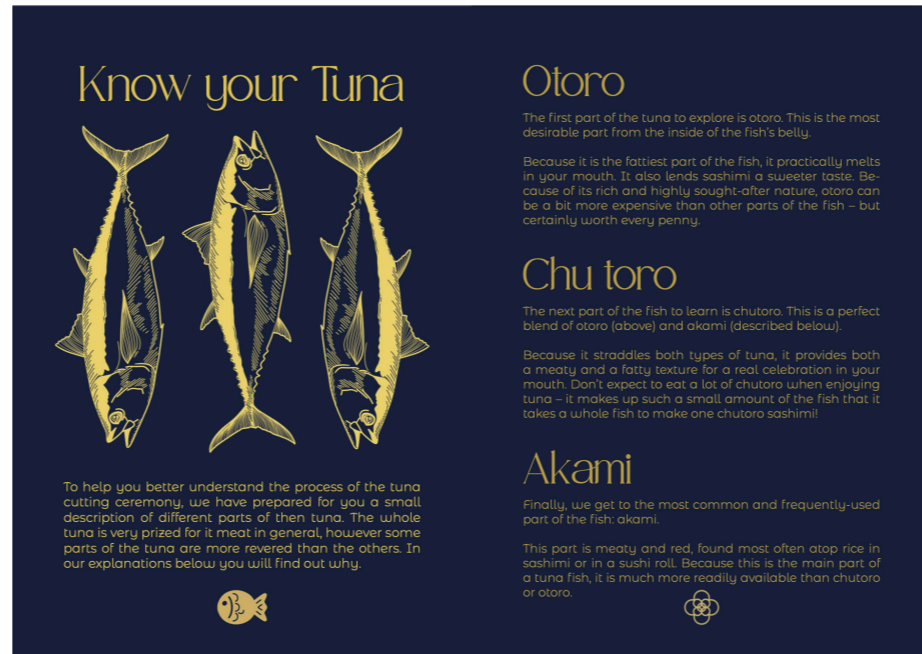 Know your Tuna
To help you better understand the process of the tuna
cutting ceremony, we have prepared for you a small
description of different parts of then tuna. The whole
tuna is very prized for it meat in general, however some
parts of the tuna are more revered than the others. In
our explanations below you will find out why.
Otoro
The first part of the tuna to explore is otoro. This is the most
desirable part from the inside of the fish's belly.
Because it is the fattiest part of the fish, it practically melts
in your mouth. It also lends sashimi a sweeter taste. Be-
cause of its rich and highly sought-after nature, otoro can
be a bit more expensive than other parts of the fish – but
certainly worth every penny.
Chu toro
The next part of the fish to learn is chutoro. This is a perfect
blend of otoro (above) and akami (described below).
Because it straddles both types of tuna, it provides both
a meaty and a fatty texture for a real celebration in your
mouth. Don't expect to eat a lot of chutoro when enjoying
tuna – it makes up such a small amount of the fish that it
takes a whole fish to make one chutoro sashimi!
Akami
Finally, we get to the most common and frequently-used
part of the fish: akami.
This part is meaty and red, found most often atop rice in
sashimi or in a sushi roll. Because this is the main part of
a tuna fish, it is much more readily available than chutoro
or otoro.